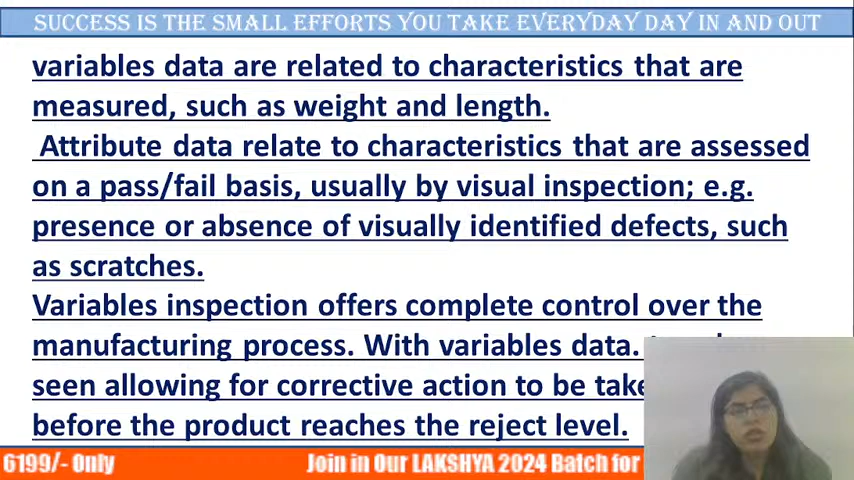 SUCCESS IS THE SMALL EFFORTS YOU TAKE EVERYDAY DAY IN AND OUT
variables data are related to characteristics that are
measured, such as weight and length.
Attribute data relate to characteristics that are assessed
on a pass/fail basis, usually by visual inspection; e.g.
presence or absence of visually identified defects, such
as scratches.
Variables inspection offers complete control over the
manufacturing process. With variables data.
seen allowing for corrective action to be take
before the product reaches the reject level.
6199/- Only Join in Our LAKSHYA 2024 Batch for